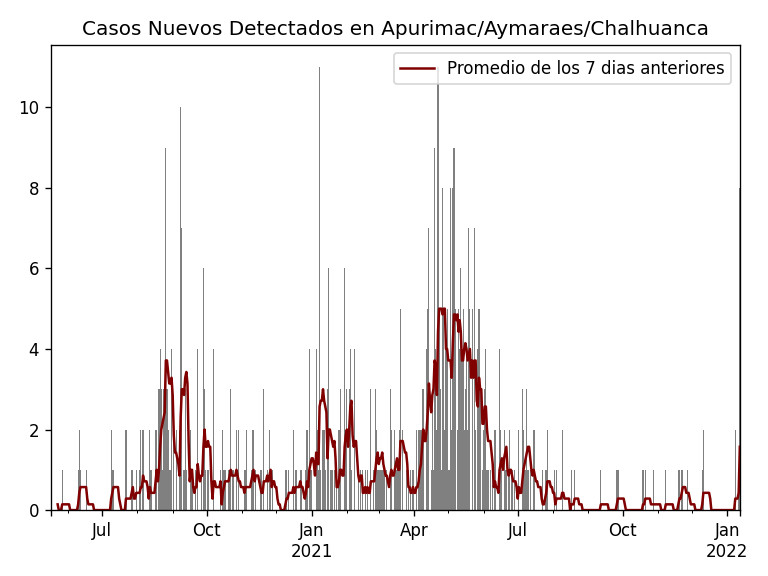 Casos Nuevos Detectados en Apurimac/Aymaraes/Chalhuanca
Promedio de los 7 dias anteriores
10
8
6
4
2
0
Jul Oct Jan Apr Jul Oct Jan
2021 2022